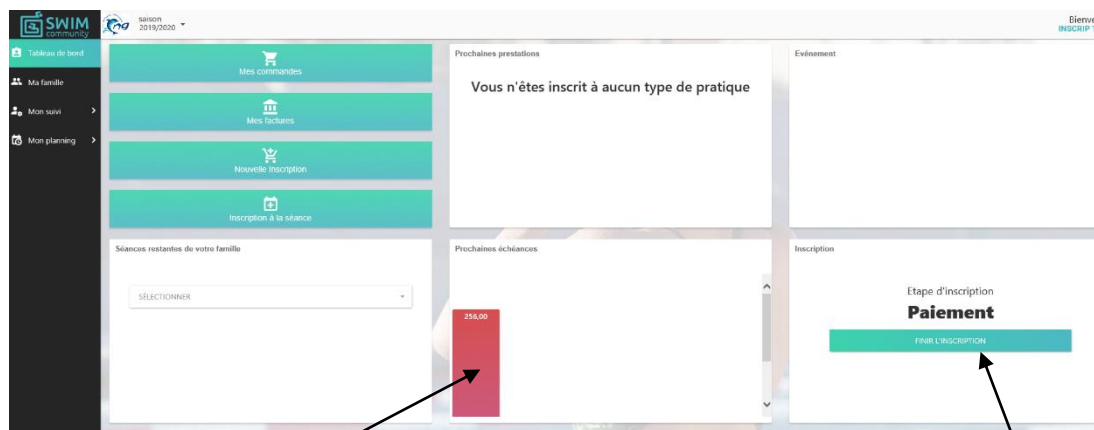 SWIM
community
saison
2019/2020
Bienve
INSCRIP T
Tableau de bord
Ma famille
Mon suivi
Mon planning
Mes commandes
Mes factures
Nouvelle Inscription
Inscription à la séance
Prochaines prestations
Vous n'êtes inscrit à aucun type de pratique
Evénement
Séances restantes de votre famille
SÉLECTIONNER
Prochaines échéances
256,00
Inscription
Etape d'inscription
Paiement
FINIR L'INSCRIPTION